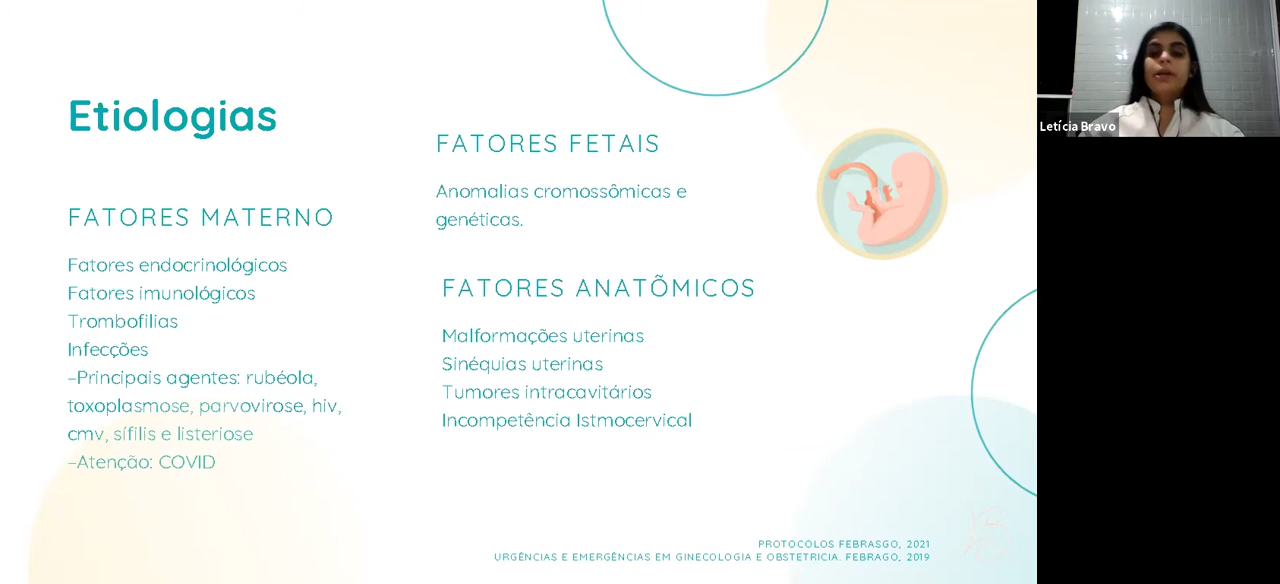 Etiologias
FATORES MATERNO
Fatores endocrinológicos
Fatores imunológicos
Trombofilias
Infecções
–Principais agentes: rubéola,
toxoplasmose, parvovirose, hiv,
cmv, sífilis e listeriose
–Atenção: COVID
FATORES FETAIS
Anomalias cromossômicas e
genéticas.
FATORES ANATÕMICOS
Malformações uterinas
Sinéquias uterinas
Tumores intracavitários
Incompetência Istmocervical
PROTOCOLOS FEBRASGO, 2021
URGÊNCIAS E EMERGÊNCIAS EM GINECOLOGIA E OBSTETRICIA. FEBRAGO, 2019
Letícia Bravo